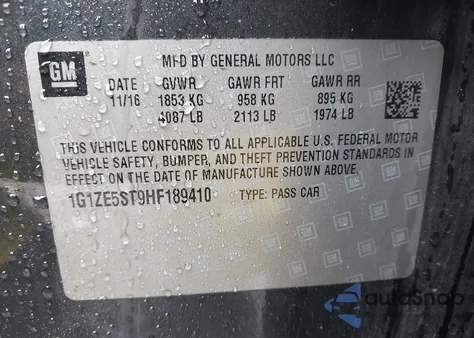 GM
MFD BY GENERAL MOTORS LLC
DATE GVWR GAWR FRT GAWR RR
11/16 1853 KG 958 KG 895 KG
4087 LB 2113 LB 1974 LB
THIS VEHICLE CONFORMS TO ALL APPLICABLE U.S. FEDERAL MOTOR
VEHICLE SAFETY, BUMPER, AND THEFT PREVENTION STANDARDS IN
EFFECT ON THE DATE OF MANUFACTURE SHOWN ABOVE.
1G1ZE5ST9HF189410 TYPE: PASS CAR
autoSnap